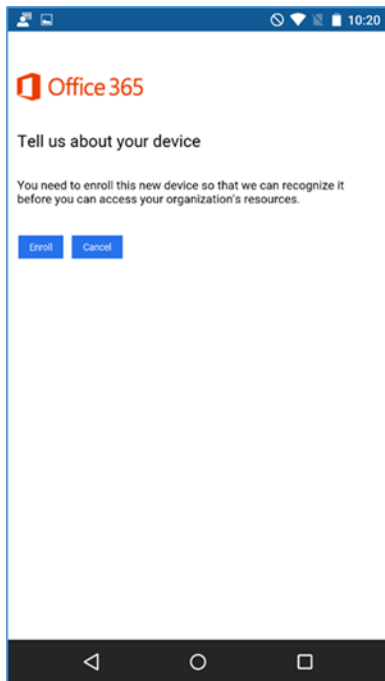 10:20
Office 365
Tell us about your device
You need to enroll this new device so that we can recognize it
before you can access your organization's resources.
Enroll Cancel